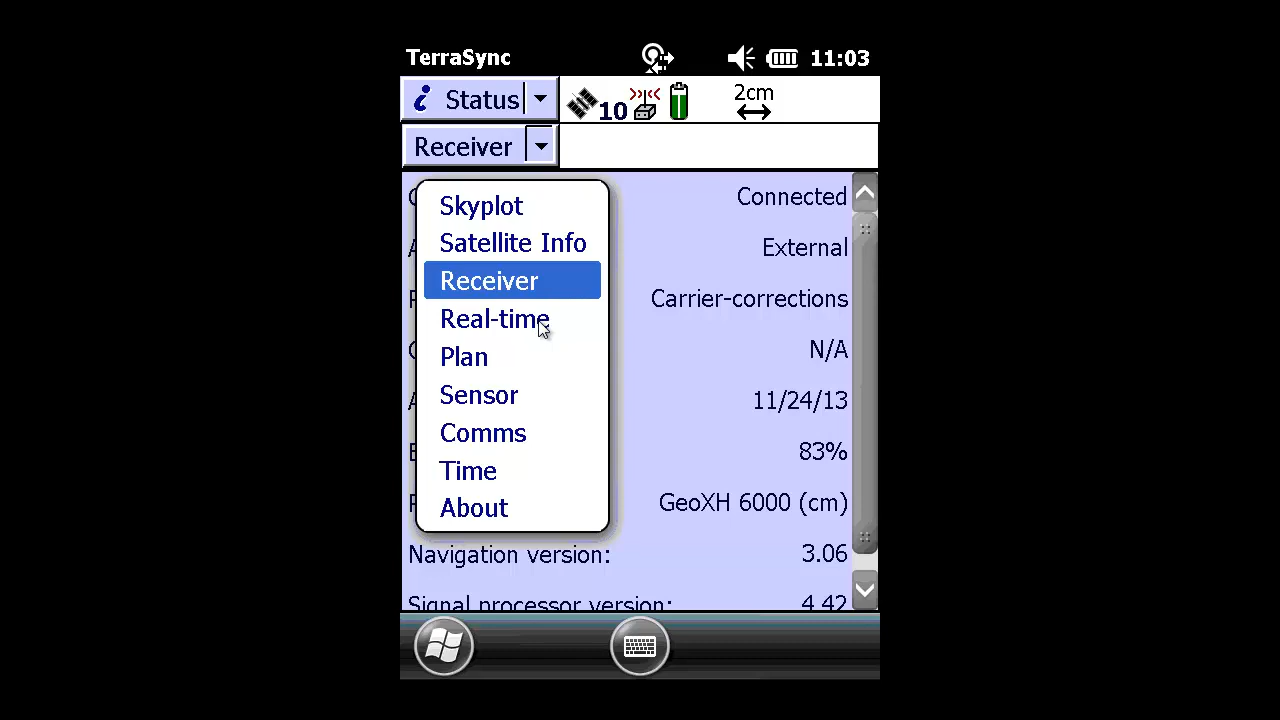 TerraSync 11:03
Status 10 2cm
Receiver
Skyplot Connected
Satellite Info External
Receiver Carrier-corrections
Real-time N/A
Plan 11/24/13
Sensor 83%
Comms GeoXH 6000 (cm)
Time
About
Navigation version: 3.06
Signal processor version: 4.42